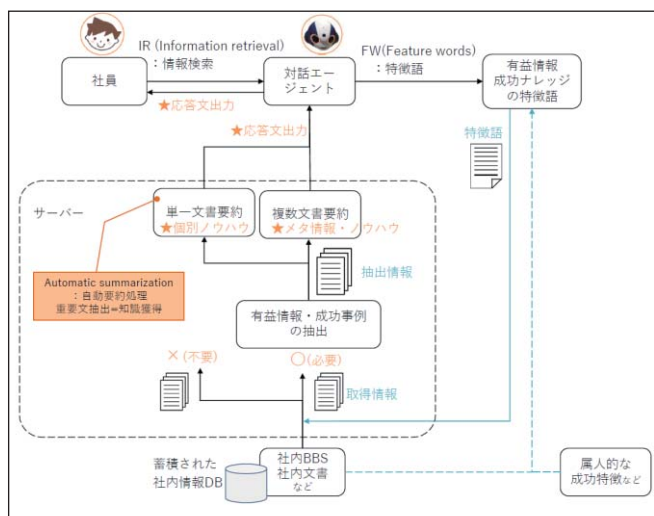 IR (Information retrieval)
：情報検索
FW(Feature words)
：特徴語
社員
対話エー
ジェント
有益情報
成功ナレッジ
の特徴語
★応答文出力
★応答文出力
特徴語
サーバー
単一文書要約
★個別ノウハウ
複数文書要約
★メタ情報・ノウハウ
Automatic summarization
：自動要約処理
重要文抽出=知識獲得
抽出情報
有益情報・成功事例
の抽出
×(不要)
〇(必要)
取得情報
蓄積された
社内情報DB
社内BBS
社内文書
など
属人的な
成功特徴など